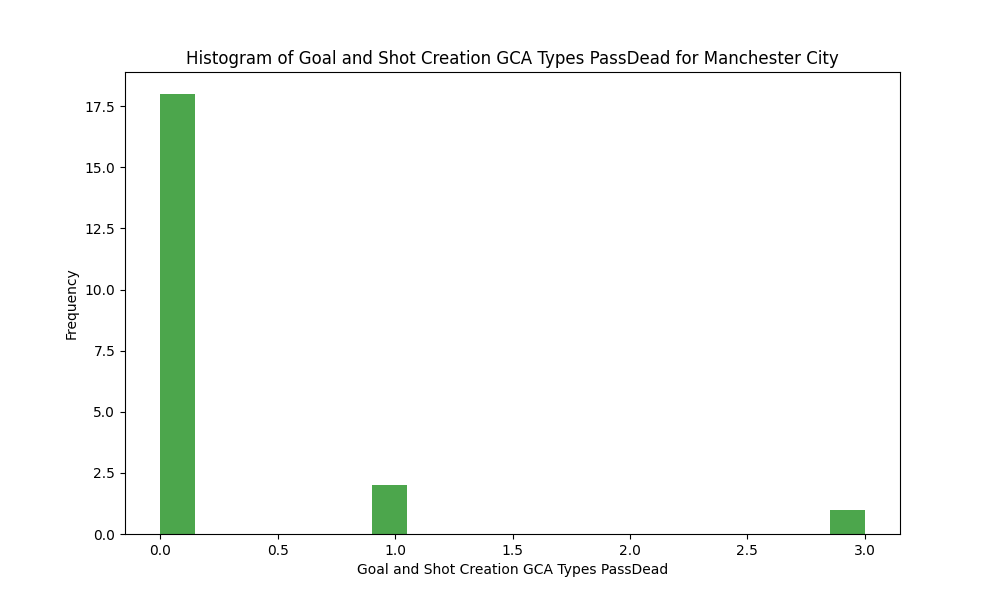 Histogram of Goal and Shot Creation GCA Types PassDead for Manchester City
Frequency
17.5
15.0
12.5
10.0
7.5
5.0
2.5
0.0
0.0 0.5 1.0 1.5 2.0 2.5 3.0
Goal and Shot Creation GCA Types PassDead